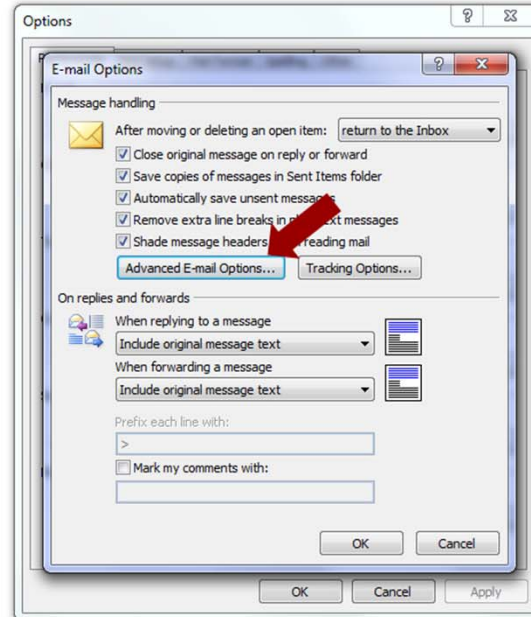 Options
E-mail Options
Message handling
After moving or deleting an open item: return to the Inbox
Close original message on reply or forward
Save copies of messages in Sent Items folder
Automatically save unsent messages
Remove extra line breaks in text messages
Shade message headers reading mail
Advanced E-mail Options... Tracking Options...
On replies and forwards
When replying to a message
Include original message text
When forwarding a message
Include original message text
Prefix each line with:
>
Mark my comments with:
OK Cancel
OK Cancel Apply